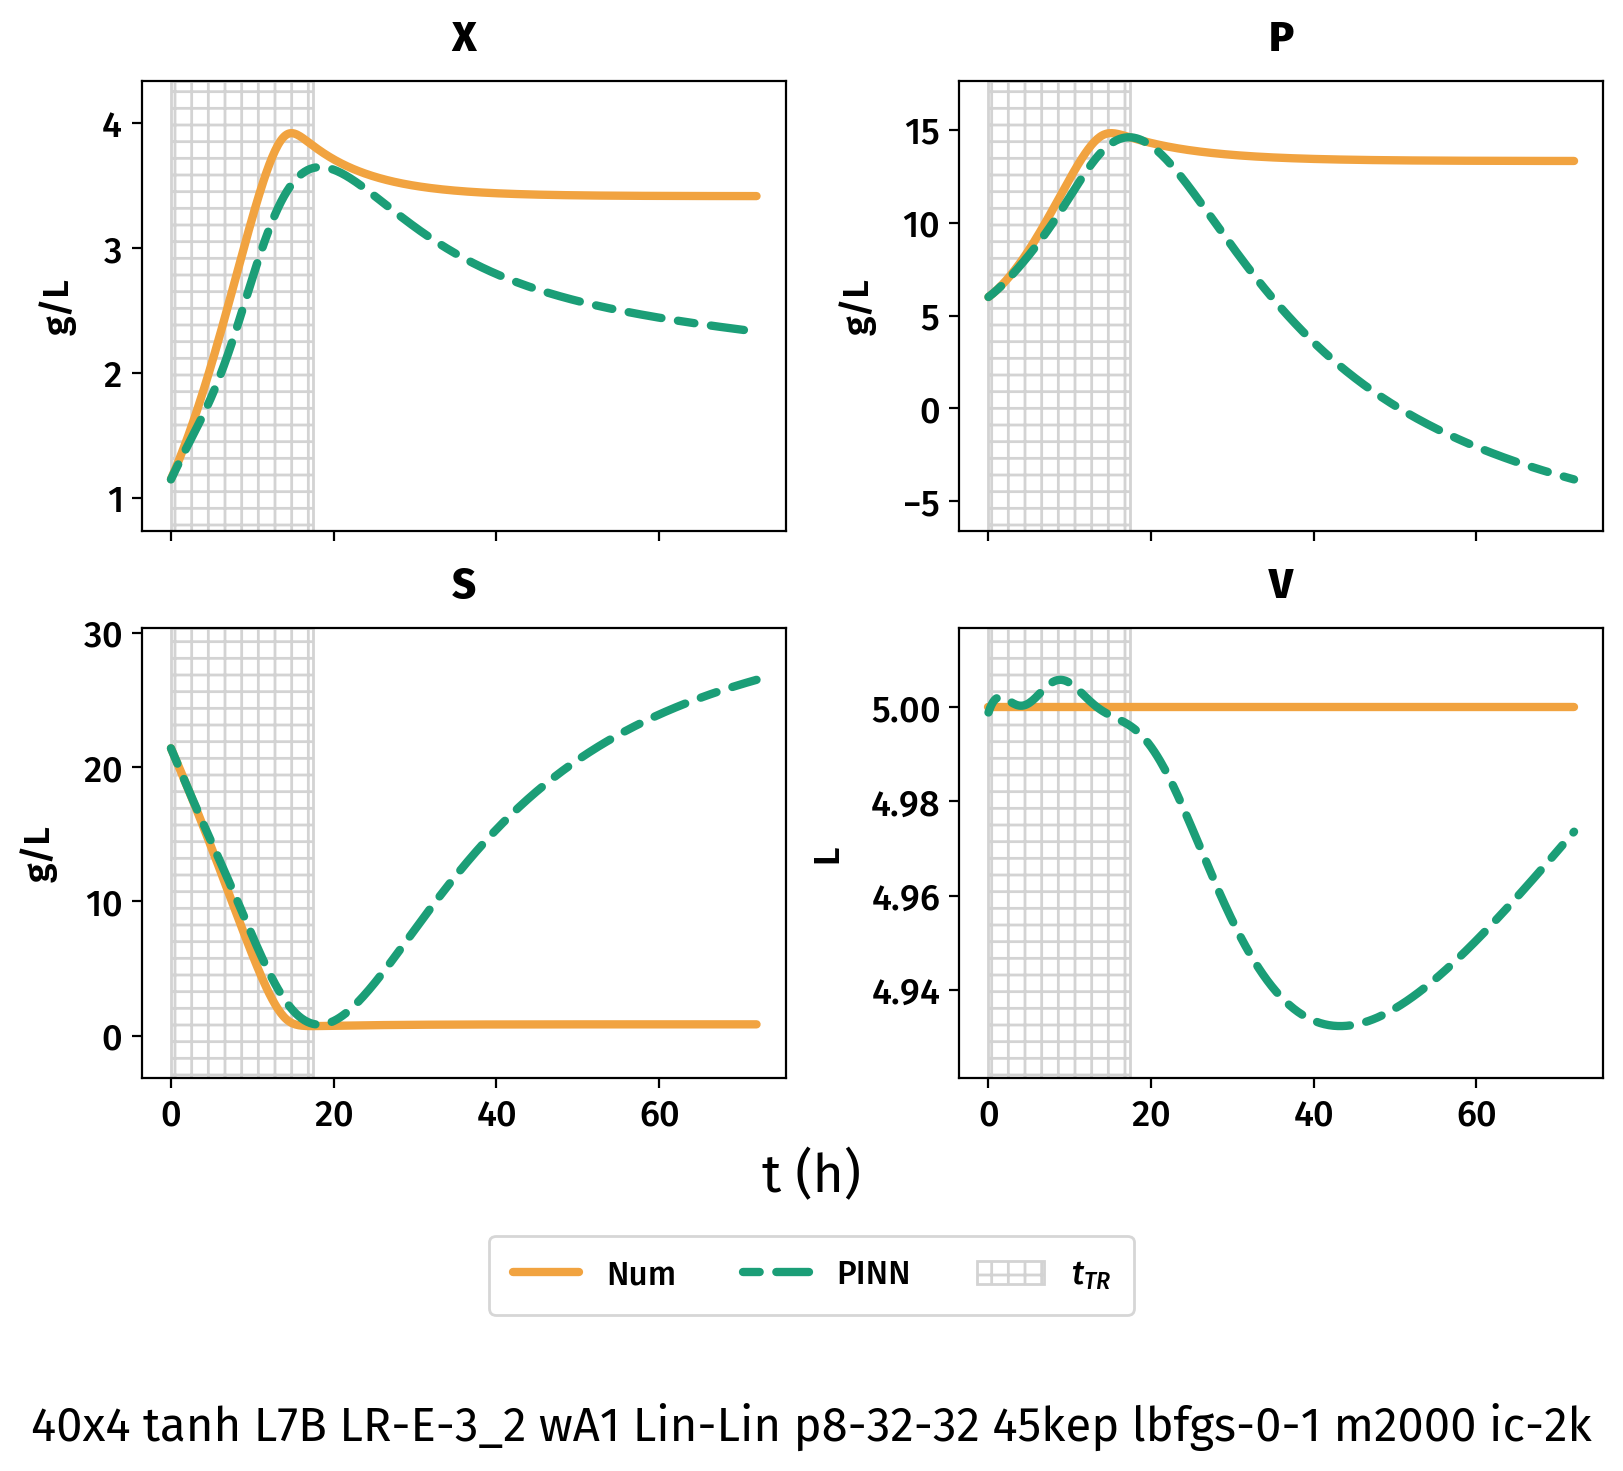 X
4
3
2
1
g/L
P
15
10
5
0
−5
g/L
S
30
20
10
0
g/L
0 20 40 60
V
5.00
4.98
4.96
4.94
L
0 20 40 60
t (h)
Num PINN tTR
40x4 tanh L7B LR-E-3_2 wA1 Lin-Lin p8-32-32 45kep lbfgs-0-1 m2000 ic-2k